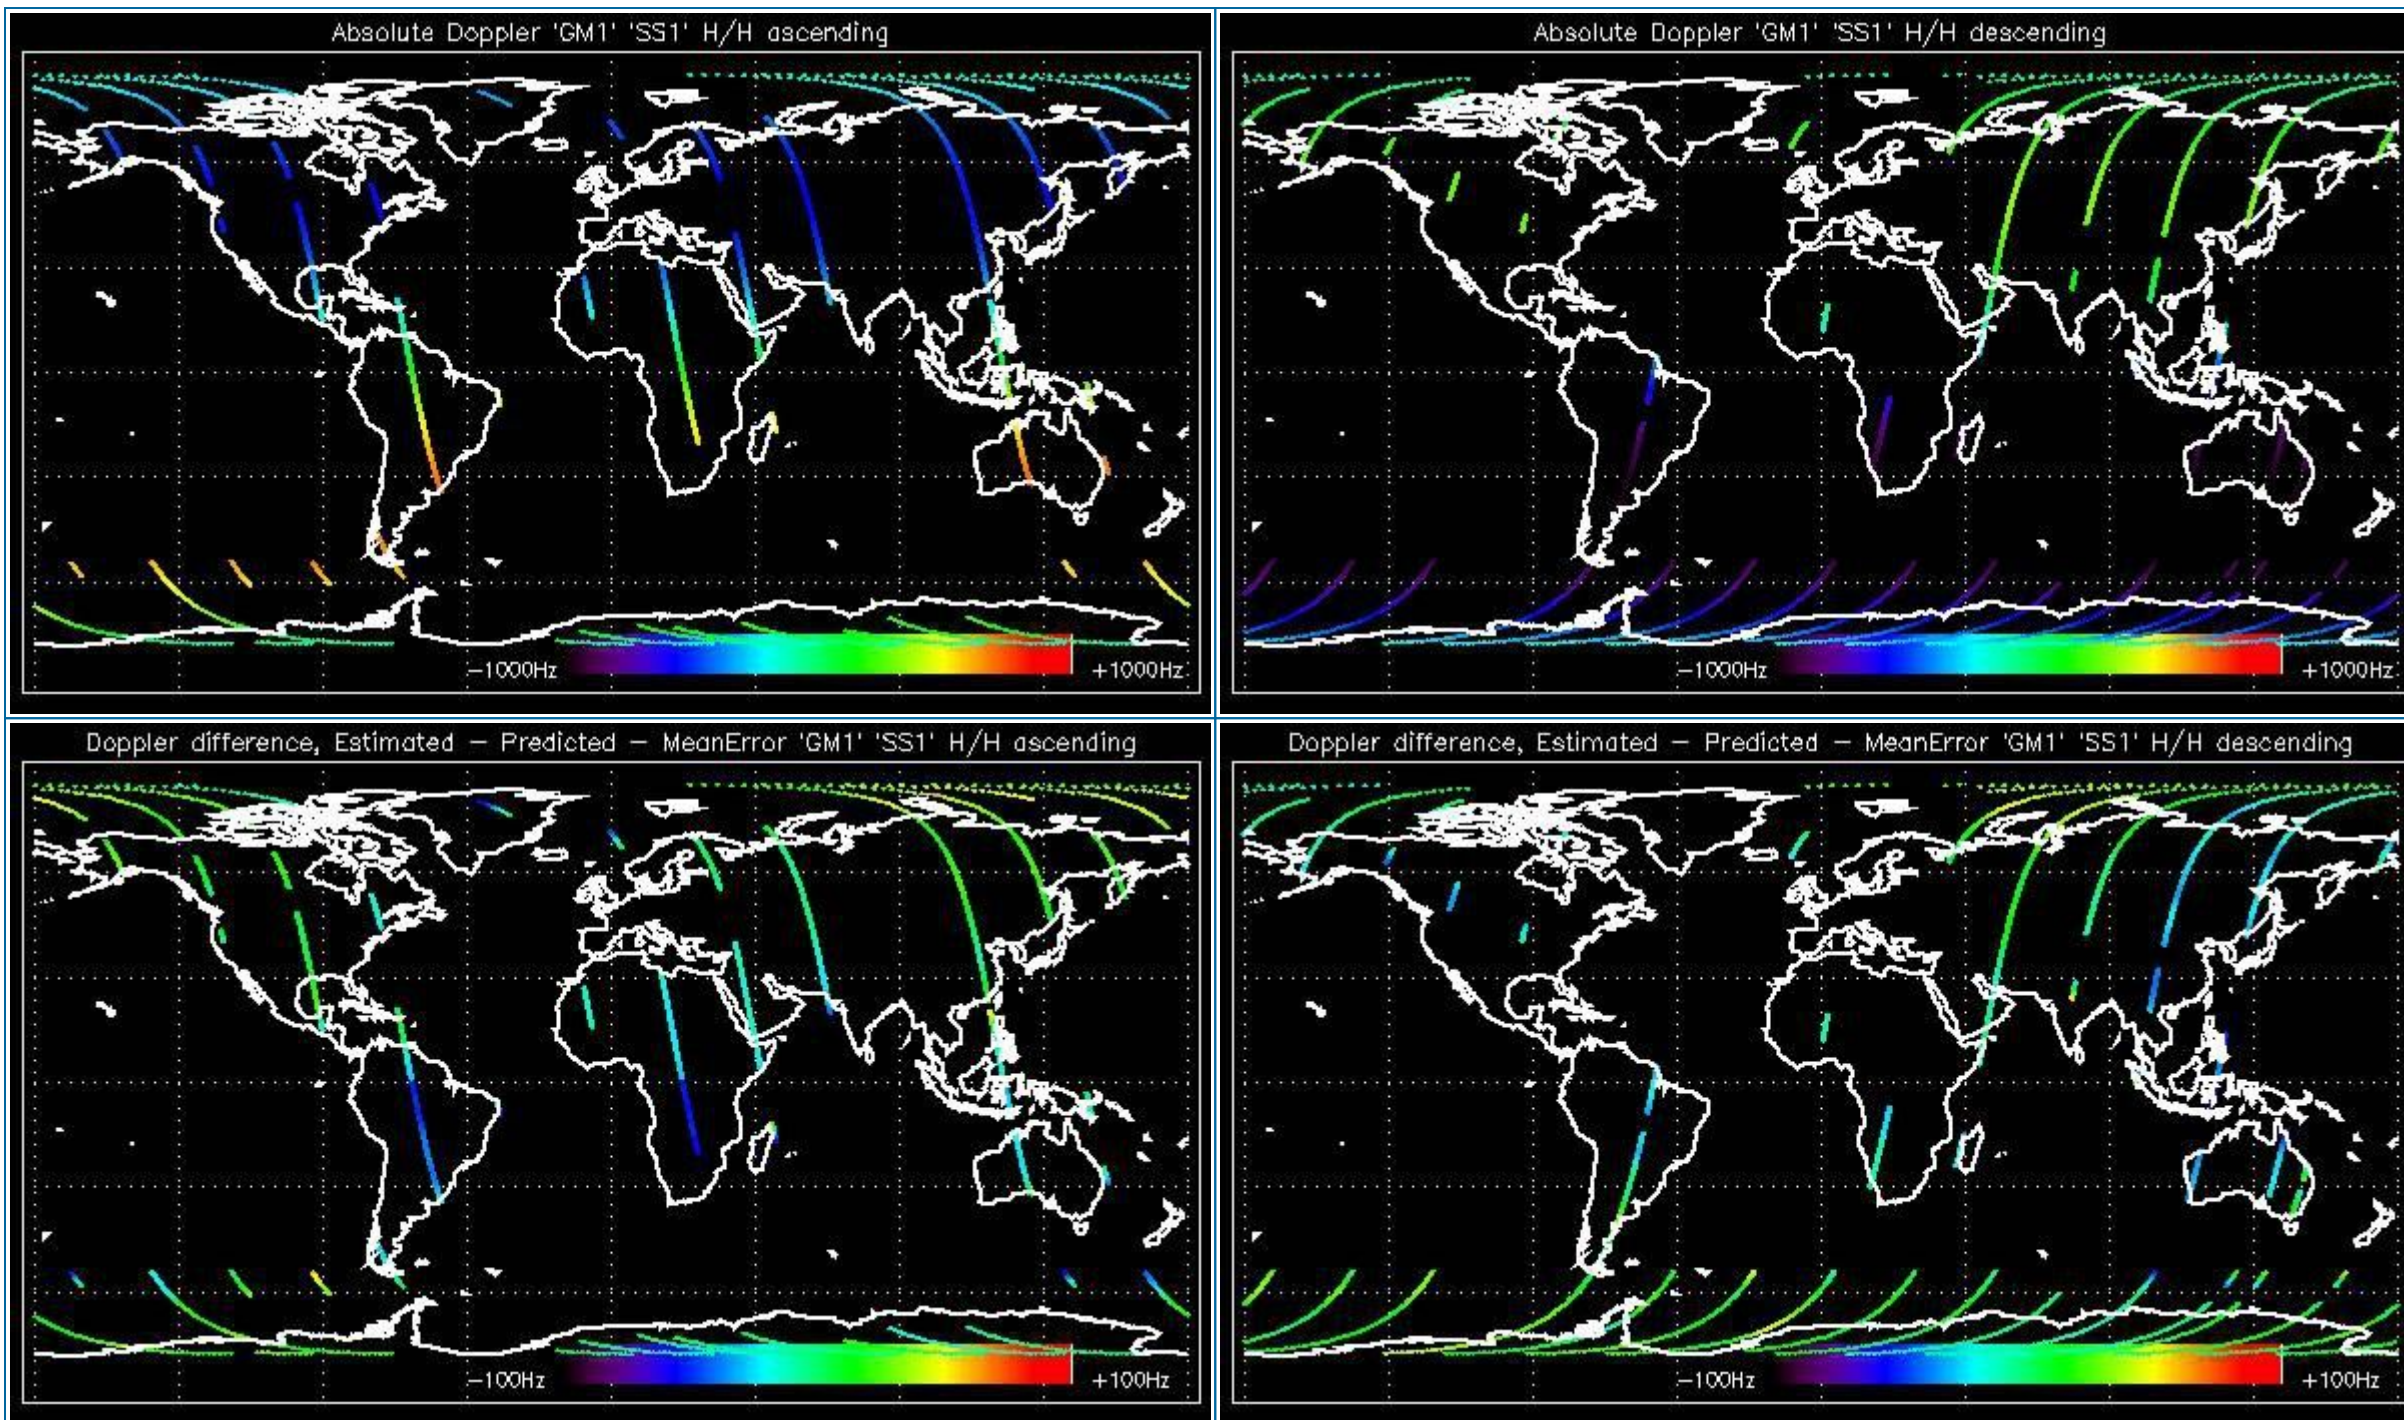 Absolute Doppler 'GM1' 'SS1' H/H ascending
-1000Hz
+1000Hz
Absolute Doppler 'GM1' 'SS1' H/H descending
-1000Hz
+1000Hz
Doppler difference, Estimated - Predicted - MeanError 'GM1' 'SS1' H/H ascending
-100Hz
+100Hz
Doppler difference, Estimated - Predicted - MeanError 'GM1' 'SS1' H/H descending
-100Hz
+100Hz